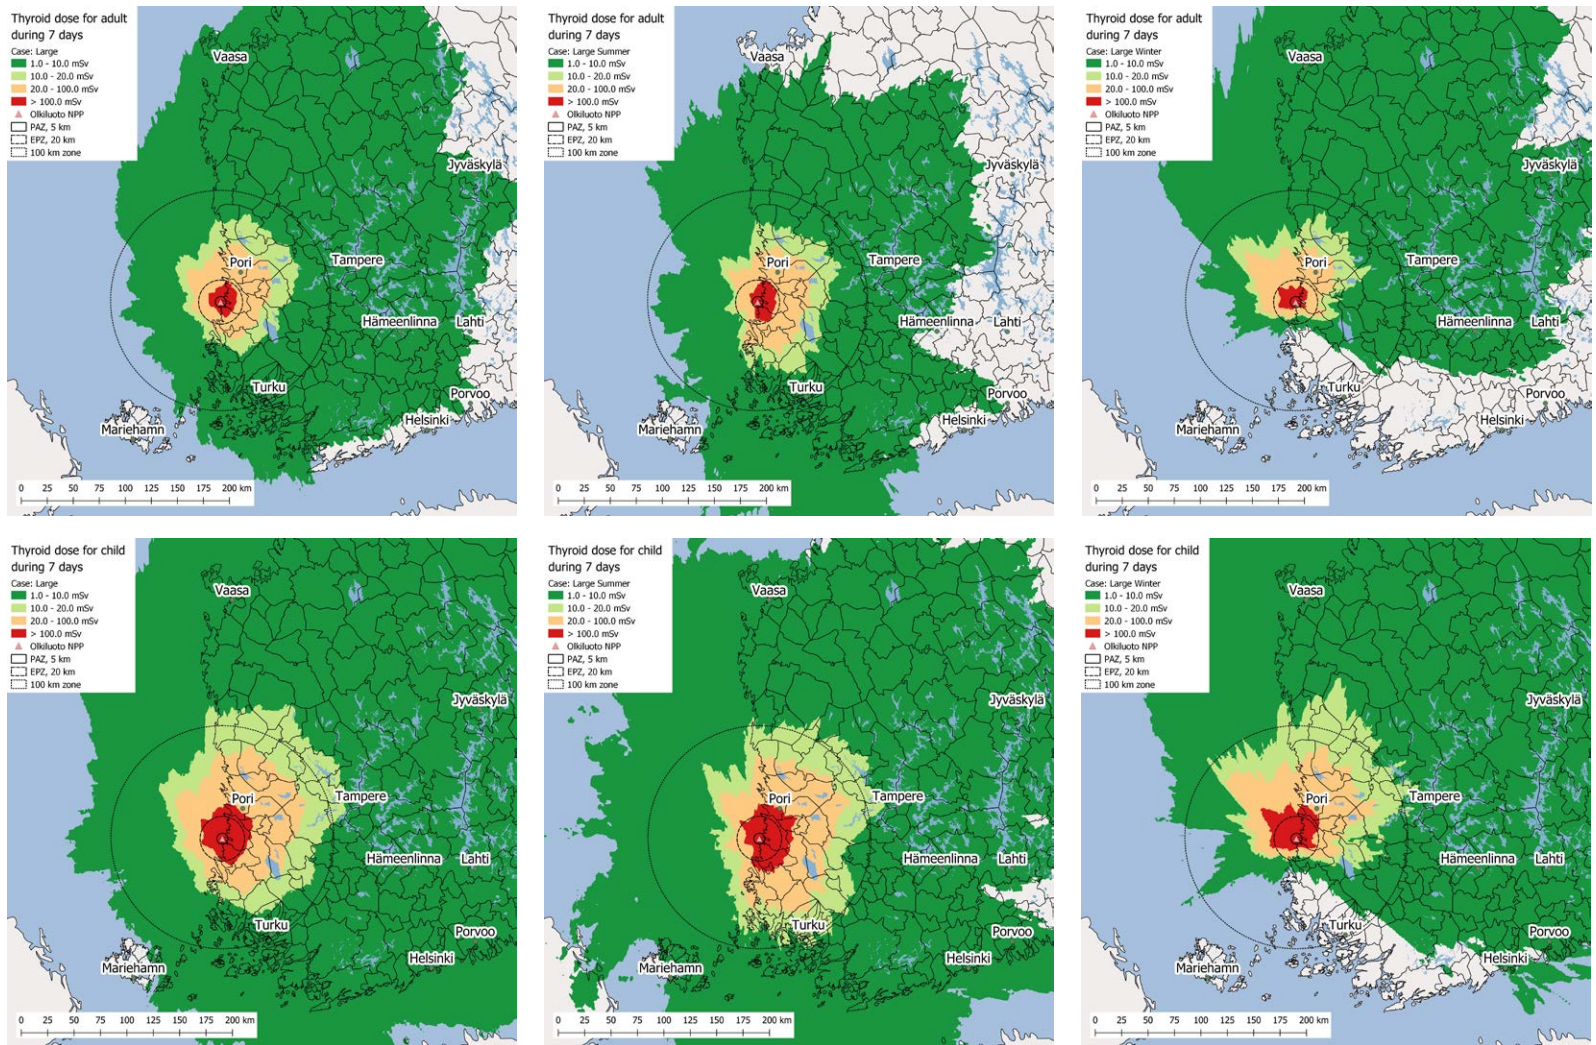 Thyroid dose for adult
during 7 days
Case: Large
1.0 - 10.0 mSv
10.0 - 20.0 mSv
20.0 - 100.0 mSv
> 100.0 mSv
Olkiluoto NPP
PAZ, 5 km
EPZ, 20 km
100 km zone
Vaasa
Jyväskylä
Pori
Tampere
Hämeenlinna
Lahti
Turku
Porvoo
Helsinki
Mariehamn
0 25 50 75 100 125 150 175 200 km
Thyroid dose for adult
during 7 days
Case: Large Summer
1.0 - 10.0 mSv
10.0 - 20.0 mSv
20.0 - 100.0 mSv
> 100.0 mSv
Olkiluoto NPP
PAZ, 5 km
EPZ, 20 km
100 km zone
Vaasa
Jyväskylä
Pori
Tampere
Hämeenlinna
Lahti
Turku
Porvoo
Helsinki
Mariehamn
0 25 50 75 100 125 150 175 200 km
Thyroid dose for adult
during 7 days
Case: Large Winter
1.0 - 10.0 mSv
10.0 - 20.0 mSv
20.0 - 100.0 mSv
> 100.0 mSv
Olkiluoto NPP
PAZ, 5 km
EPZ, 20 km
100 km zone
Vaasa
Jyväskylä
Pori
Tampere
Hämeenlinna
Lahti
Turku
Porvoo
Helsinki
Mariehamn
0 25 50 75 100 125 150 175 200 km
Thyroid dose for child
during 7 days
Case: Large
1.0 - 10.0 mSv
10.0 - 20.0 mSv
20.0 - 100.0 mSv
> 100.0 mSv
Olkiluoto NPP
PAZ, 5 km
EPZ, 20 km
100 km zone
Vaasa
Jyväskylä
Pori
Tampere
Hämeenlinna
Lahti
Turku
Porvoo
Helsinki
Mariehamn
0 25 50 75 100 125 150 175 200 km
Thyroid dose for child
during 7 days
Case: Large Summer
1.0 - 10.0 mSv
10.0 - 20.0 mSv
20.0 - 100.0 mSv
> 100.0 mSv
Olkiluoto NPP
PAZ, 5 km
EPZ, 20 km
100 km zone
Vaasa
Jyväskylä
Pori
Tampere
Hämeenlinna
Lahti
Turku
Porvoo
Helsinki
Mariehamn
0 25 50 75 100 125 150 175 200 km
Thyroid dose for child
during 7 days
Case: Large Winter
1.0 - 10.0 mSv
10.0 - 20.0 mSv
20.0 - 100.0 mSv
> 100.0 mSv
Olkiluoto NPP
PAZ, 5 km
EPZ, 20 km
100 km zone
Vaasa
Jyväskylä
Pori
Tampere
Hämeenlinna
Lahti
Turku
Porvoo
Helsinki
Mariehamn
0 25 50 75 100 125 150 175 200 km